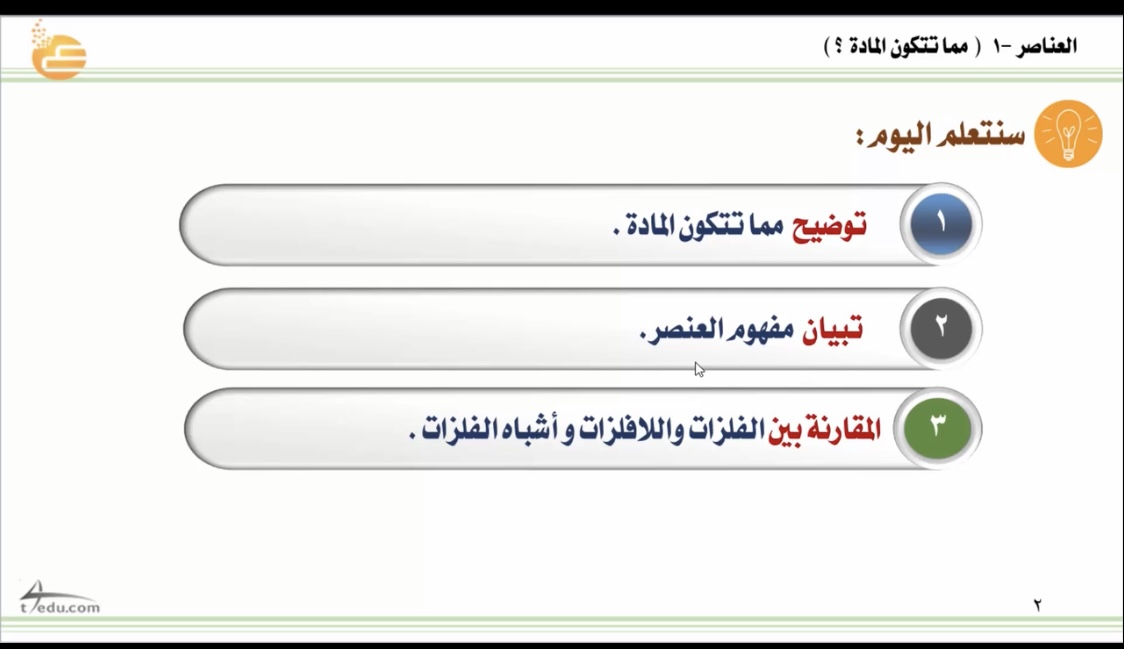 العناصر -١ ( مما تتكون المادة ؟ )
سنتعلم اليوم :
١
توضيح مما تتكون المادة .
٢
تبيان مفهوم العنصر .
٣
المقارنة بين الفلزات واللافلزات و أشباه الفلزات .
t4edu.com
٢